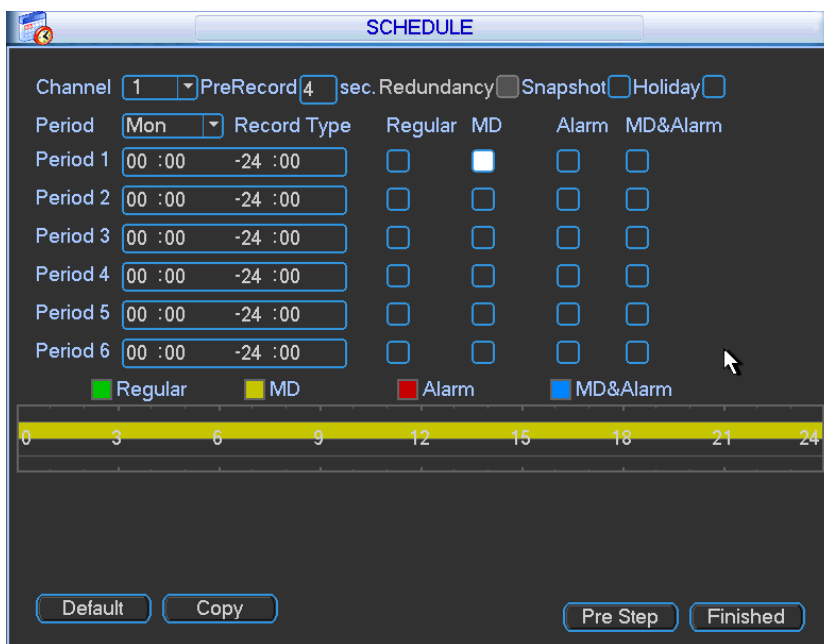 SCHEDULE
Channel 1 PreRecord 4 sec. Redundancy Snapshot Holiday
Period Mon Record Type Regular MD Alarm MD&Alarm
Period 1 00 :00 -24 :00
Period 2 00 :00 -24 :00
Period 3 00 :00 -24 :00
Period 4 00 :00 -24 :00
Period 5 00 :00 -24 :00
Period 6 00 :00 -24 :00
Regular MD Alarm MD&Alarm
0 3 6 9 12 15 18 21 24
Default Copy Pre Step Finished